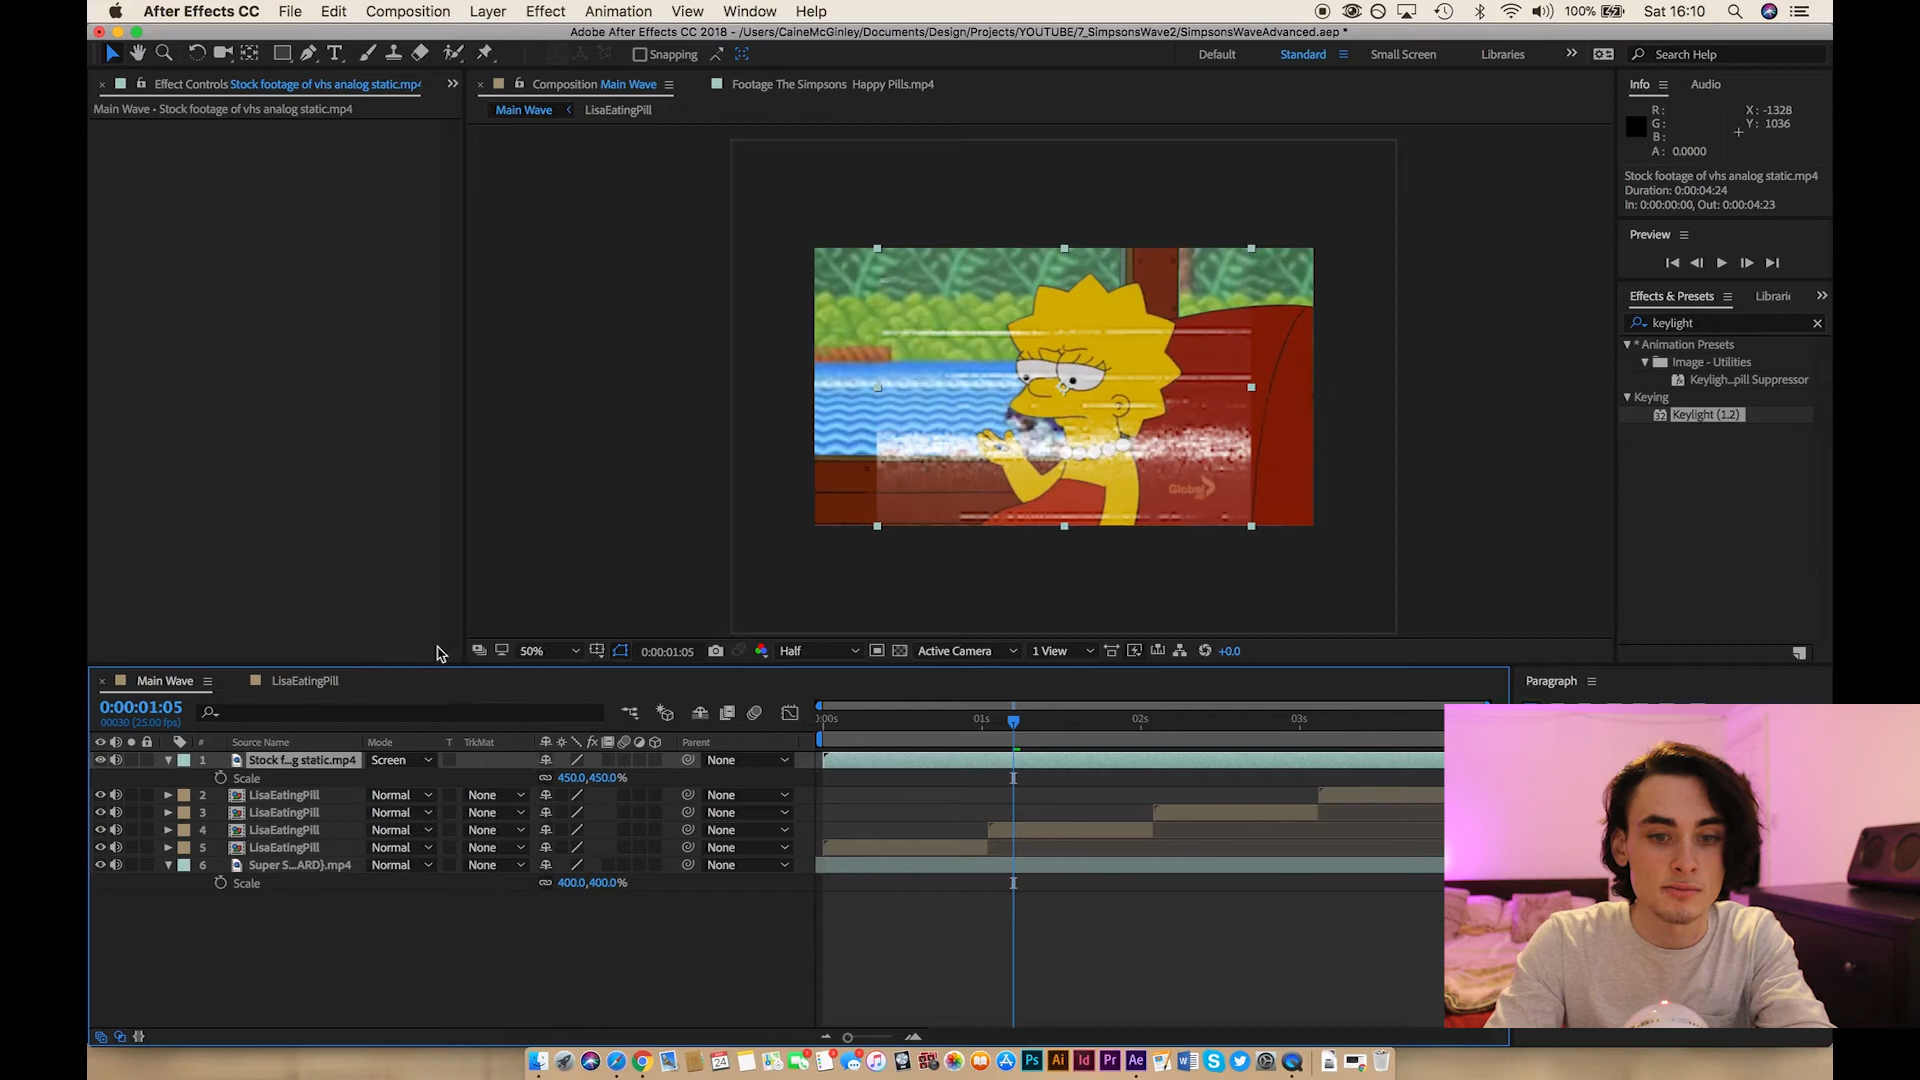 After Effects CC File Edit Composition Layer Effect Animation View Window Help 100% Sat 16:10
Adobe After Effects CC 2018 - /Users/CaineMcGinley/Documents/Design/Projects/YOUTUBE/7_SimpsonsWave2/SimpsonsWaveAdvanced.aep *
T Snapping Default Standard Small Screen Libraries Search Help
Effect Controls Stock footage of vhs analog static.mp4
Composition Main Wave
Footage The Simpsons Happy Pills.mp4
Info Audio
Main Wave • Stock footage of vhs analog static.mp4
Main Wave LisaEatingPill
R:
G:
B:
A: 0.0000
X: -1328
Y: 1036
Stock footage of vhs analog static.mp4
Duration: 0:00:04:24
In: 0:00:00:00, Out: 0:00:04:23
Preview
Effects & Presets Librari
keylight
* Animation Presets
Image - Utilities
Keyligh...pill Suppressor
Keying
32 Keylight (1.2)
Global
50% 0:00:01:05 Half Active Camera 1 View +0.0
Main Wave LisaEatingPill
Paragraph
0:00:01:05
00030 (25.00 fps)
:00s 01s 02s 03s
# Source Name Mode T TrkMat fx Parent
1 Stock f...g static.mp4 Screen None
Scale 450.0,450.0%
2 LisaEatingPill Normal None None
3 LisaEatingPill Normal None None
4 LisaEatingPill Normal None None
5 LisaEatingPill Normal None None
6 Super S...ARD}.mp4 Normal None None
Scale 400.0,400.0%
Ps Ai Id Pr Ae